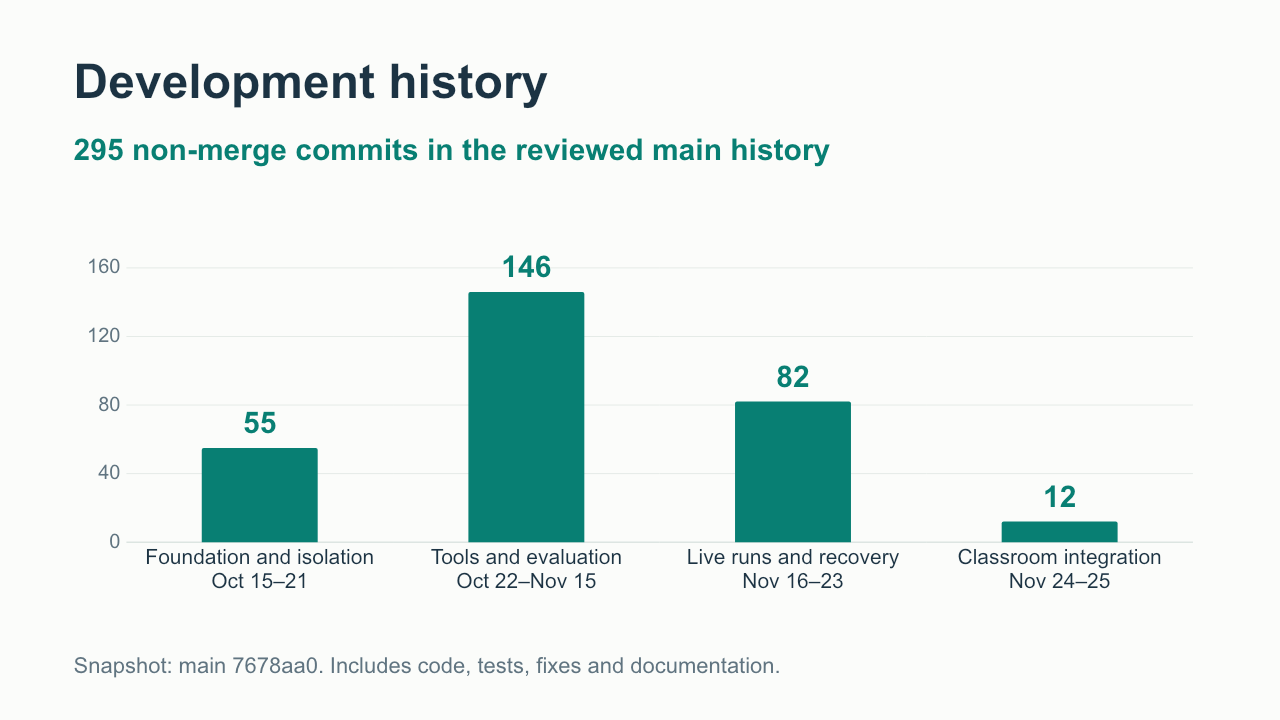 Development history
295 non-merge commits in the reviewed main history
160
120
80
40
0
55
146
82
12
Foundation and isolation
Oct 15–21
Tools and evaluation
Oct 22–Nov 15
Live runs and recovery
Nov 16–23
Classroom integration
Nov 24–25
Snapshot: main 7678aa0. Includes code, tests, fixes and documentation.